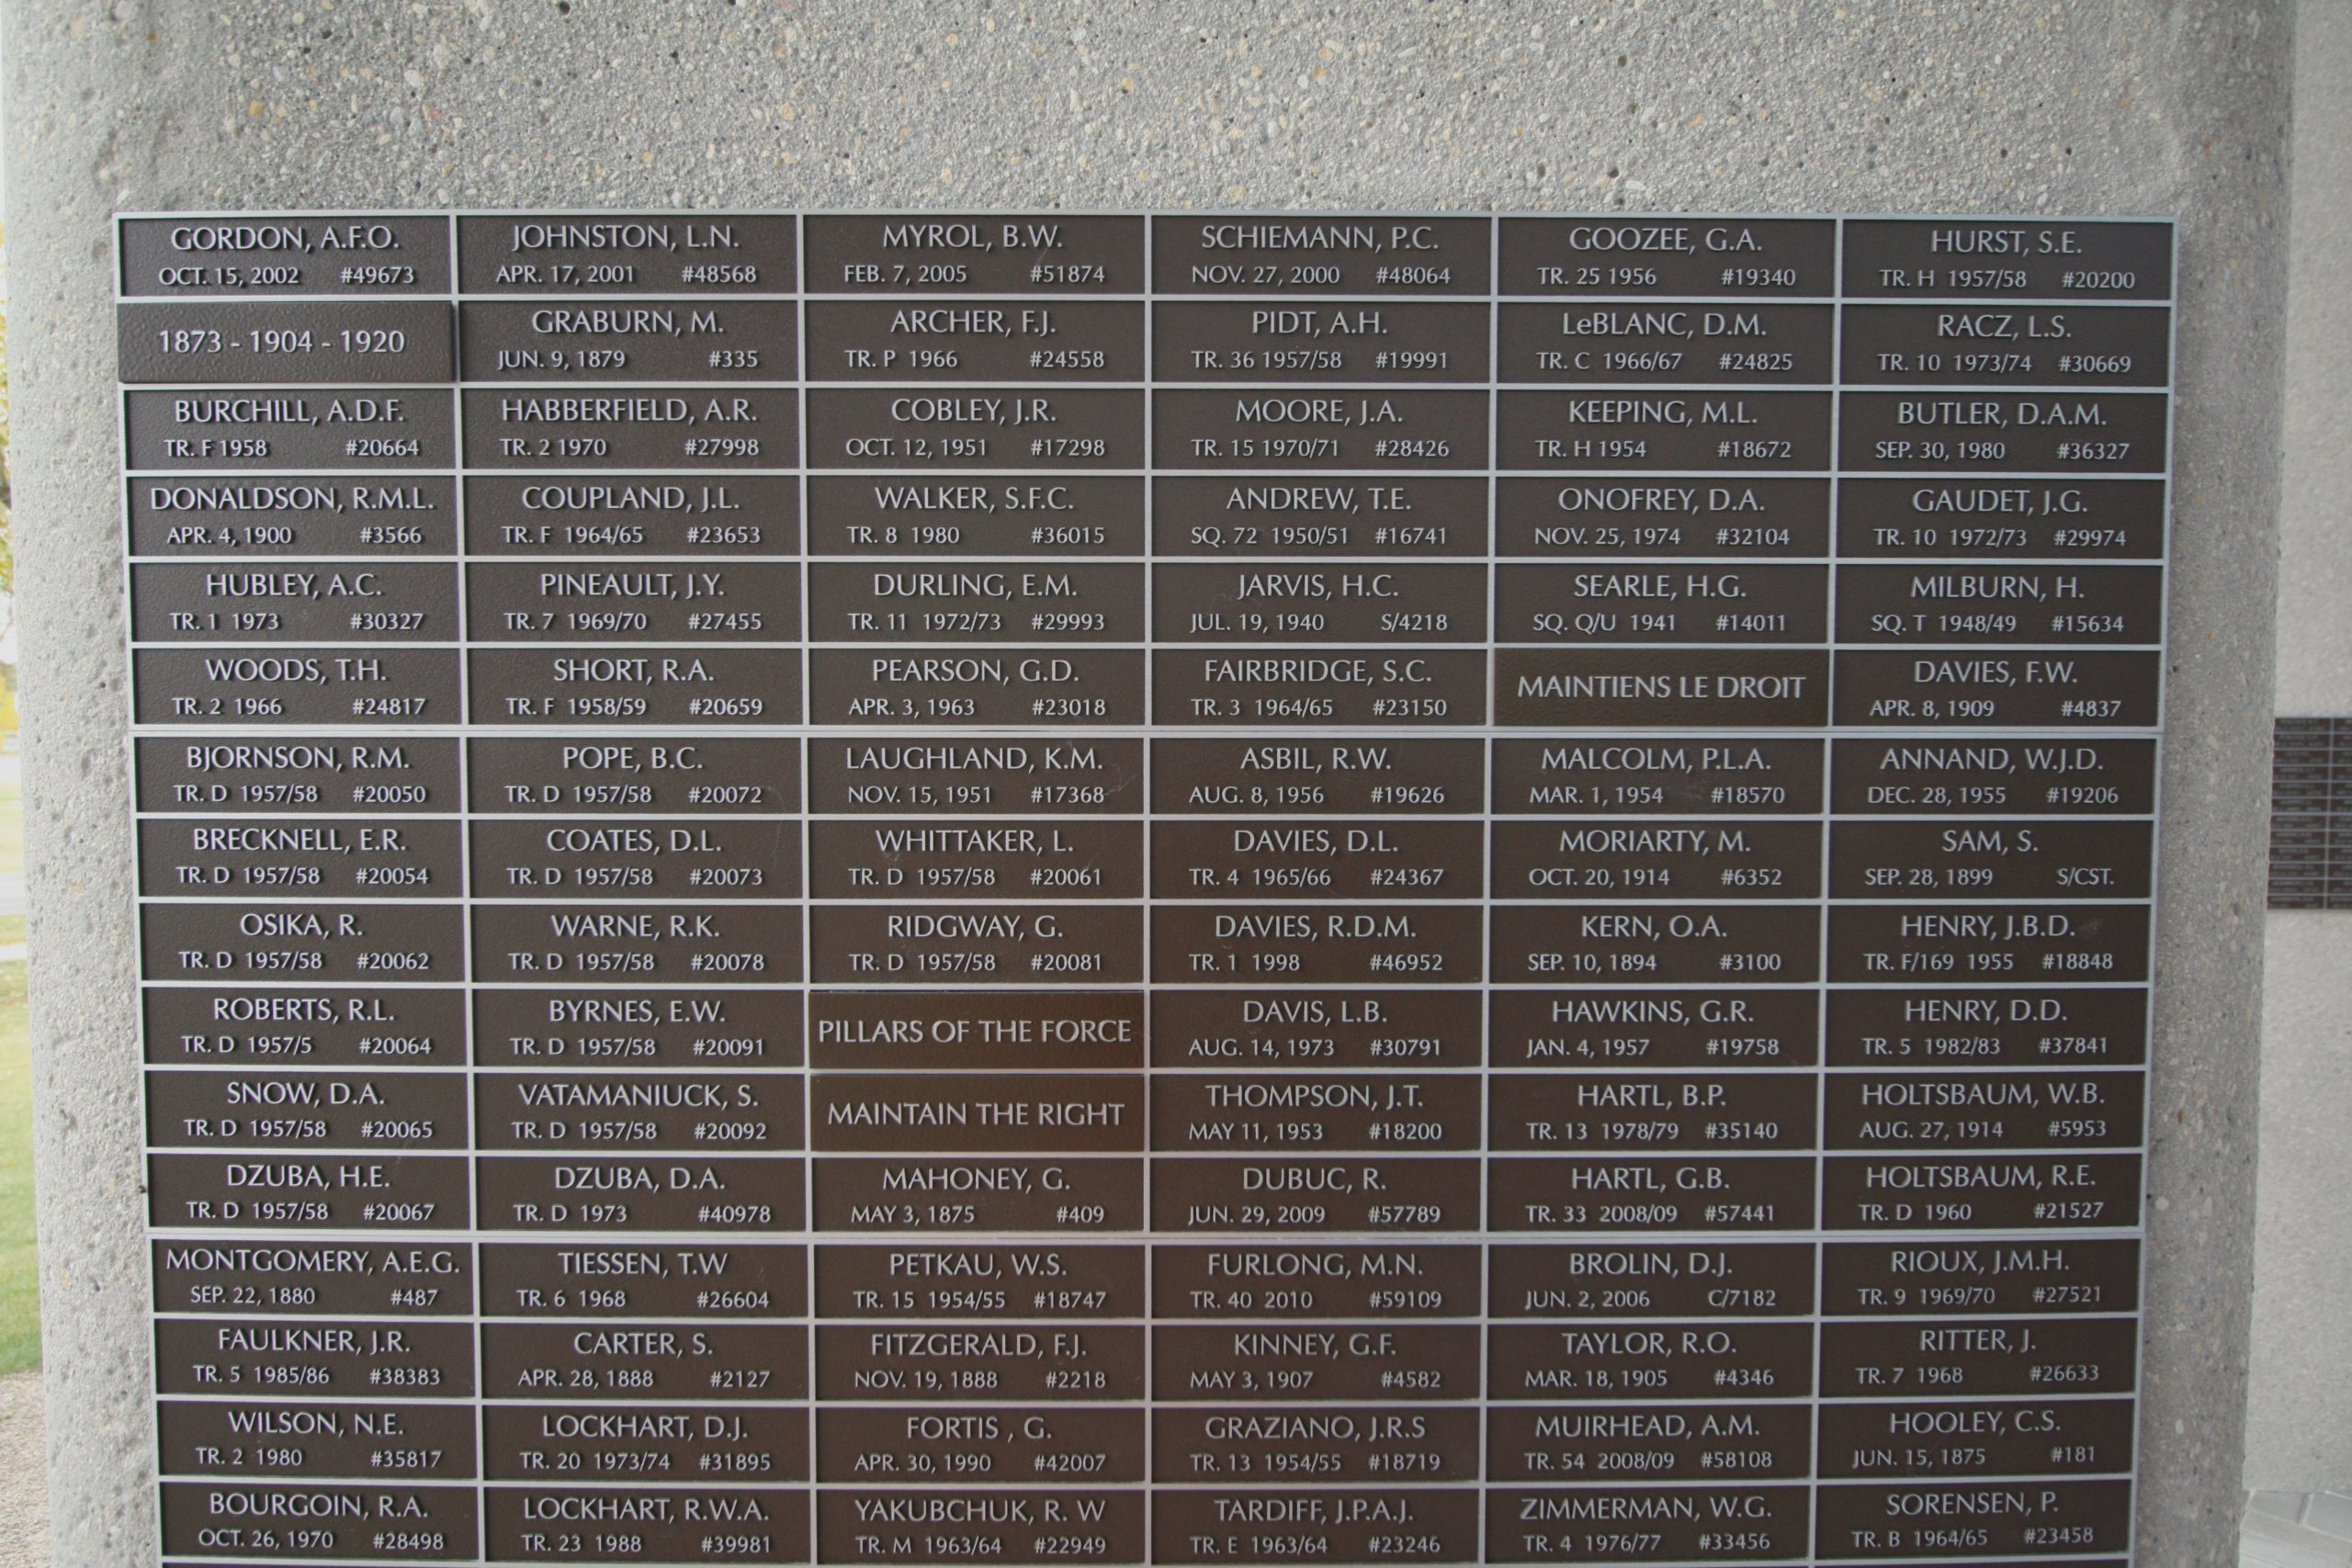 GORDON, A.F.O.
OCT. 15, 2002 #49673
JOHNSTON, L.N.
APR. 17, 2001 #48568
MYROL, B.W.
FEB. 7, 2005 #51874
SCHIEMANN, P.C.
NOV. 27, 2000 #48064
GOOZEE, G.A.
TR. 25 1956 #19340
HURST, S.E.
TR. H 1957/58 #20200
1873 - 1904 - 1920
GRABURN, M.
JUN. 9, 1879 #335
ARCHER, F.J.
TR. P 1966 #24558
PIDT, A.H.
TR. 36 1957/58 #19991
LeBLANC, D.M.
TR. C 1966/67 #24825
RACZ, L.S.
TR. 10 1973/74 #30669
BURCHILL, A.D.F.
TR. F 1958 #20664
HABBERFIELD, A.R.
TR. 2 1970 #27998
COBLEY, J.R.
OCT. 12, 1951 #17298
MOORE, J.A.
TR. 15 1970/71 #28426
KEEPING, M.L.
TR. H 1954 #18672
BUTLER, D.A.M.
SEP. 30, 1980 #36327
DONALDSON, R.M.L.
APR. 4, 1900 #3566
COUPLAND, J.L.
TR. F 1964/65 #23653
WALKER, S.F.C.
TR. 8 1980 #36015
ANDREW, T.E.
SQ. 72 1950/51 #16741
ONOFREY, D.A.
NOV. 25, 1974 #32104
GAUDET, J.G.
TR. 10 1972/73 #29974
HUBLEY, A.C.
TR. 1 1973 #30327
PINEAULT, J.Y.
TR. 7 1969/70 #27455
DURLING, E.M.
TR. 11 1972/73 #29993
JARVIS, H.C.
JUL. 19, 1940 S/4218
SEARLE, H.G.
SQ. Q/U 1941 #14011
MILBURN, H.
SQ. T 1948/49 #15634
WOODS, T.H.
TR. 2 1966 #24817
SHORT, R.A.
TR. F 1958/59 #20659
PEARSON, G.D.
APR. 3, 1963 #23018
FAIRBRIDGE, S.C.
TR. 3 1964/65 #23150
MAINTIENS LE DROIT
DAVIES, F.W.
APR. 8, 1909 #4837
BJORNSON, R.M.
TR. D 1957/58 #20050
POPE, B.C.
TR. D 1957/58 #20072
LAUGHLAND, K.M.
NOV. 15, 1951 #17368
ASBIL, R.W.
AUG. 8, 1956 #19626
MALCOLM, P.L.A.
MAR. 1, 1954 #18570
ANNAND, W.J.D.
DEC. 28, 1955 #19206
BRECKNELL, E.R.
TR. D 1957/58 #20054
COATES, D.L.
TR. D 1957/58 #20073
WHITTAKER, L.
TR. D 1957/58 #20061
DAVIES, D.L.
TR. 4 1965/66 #24367
MORIARTY, M.
OCT. 20, 1914 #6352
SAM, S.
SEP. 28, 1899 S/CST.
OSIKA, R.
TR. D 1957/58 #20062
WARNE, R.K.
TR. D 1957/58 #20078
RIDGWAY, G.
TR. D 1957/58 #20081
DAVIES, R.D.M.
TR. 1 1998 #46952
KERN, O.A.
SEP. 10, 1894 #3100
HENRY, J.B.D.
TR. F/169 1955 #18848
ROBERTS, R.L.
TR. D 1957/5 #20064
BYRNES, E.W.
TR. D 1957/58 #20091
PILLARS OF THE FORCE
DAVIS, L.B.
AUG. 14, 1973 #30791
HAWKINS, G.R.
JAN. 4, 1957 #19758
HENRY, D.D.
TR. 5 1982/83 #37841
SNOW, D.A.
TR. D 1957/58 #20065
VATAMANIUCK, S.
TR. D 1957/58 #20092
MAINTAIN THE RIGHT
THOMPSON, J.T.
MAY 11, 1953 #18200
HARTL, B.P.
TR. 13 1978/79 #35140
HOLTSBAUM, W.B.
AUG. 27, 1914 #5953
DZUBA, H.E.
TR. D 1957/58 #20067
DZUBA, D.A.
TR. D 1973 #40978
MAHONEY, G.
MAY 3, 1875 #409
DUBUC, R.
JUN. 29, 2009 #57789
HARTL, G.B.
TR. 33 2008/09 #57441
HOLTSBAUM, R.E.
TR. D 1960 #21527
MONTGOMERY, A.E.G.
SEP. 22, 1880 #487
TIESSEN, T.W
TR. 6 1968 #26604
PETKAU, W.S.
TR. 15 1954/55 #18747
FURLONG, M.N.
TR. 40 2010 #59109
BROLIN, D.J.
JUN. 2, 2006 C/7182
RIOUX, J.M.H.
TR. 9 1969/70 #27521
FAULKNER, J.R.
TR. 5 1985/86 #38383
CARTER, S.
APR. 28, 1888 #2127
FITZGERALD, F.J.
NOV. 19, 1888 #2218
KINNEY, G.F.
MAY 3, 1907 #4582
TAYLOR, R.O.
MAR. 18, 1905 #4346
RITTER, J.
TR. 7 1968 #26633
WILSON, N.E.
TR. 2 1980 #35817
LOCKHART, D.J.
TR. 20 1973/74 #31895
FORTIS , G.
APR. 30, 1990 #42007
GRAZIANO, J.R.S
TR. 13 1954/55 #18719
MUIRHEAD, A.M.
TR. 54 2008/09 #58108
HOOLEY, C.S.
JUN. 15, 1875 #181
BOURGOIN, R.A.
OCT. 26, 1970 #28498
LOCKHART, R.W.A.
TR. 23 1988 #39981
YAKUBCHUK, R. W
TR. M 1963/64 #22949
TARDIFF, J.P.A.J.
TR. E 1963/64 #23246
ZIMMERMAN, W.G.
TR. 4 1976/77 #33456
SORENSEN, P.
TR. B 1964/65 #23458